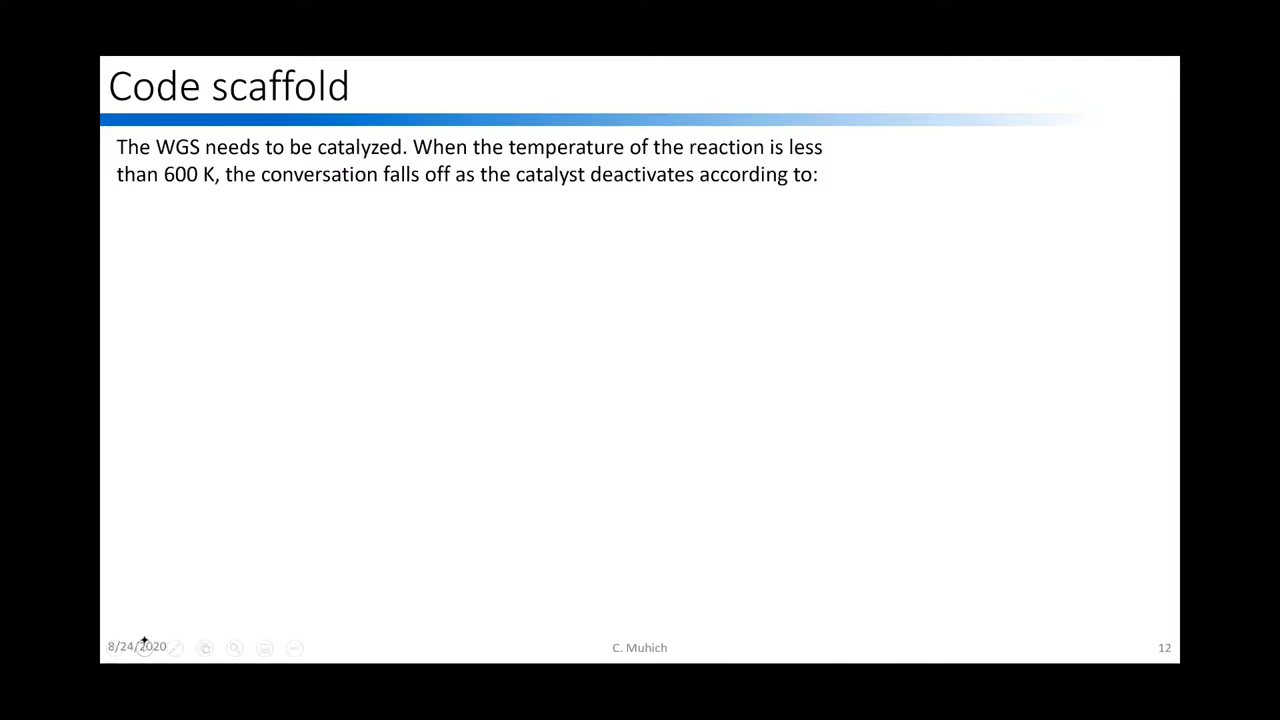 Code scaffold
The WGS needs to be catalyzed. When the temperature of the reaction is less
than 600 K, the conversation falls off as the catalyst deactivates according to:
8/24/2020
C. Muhich
12